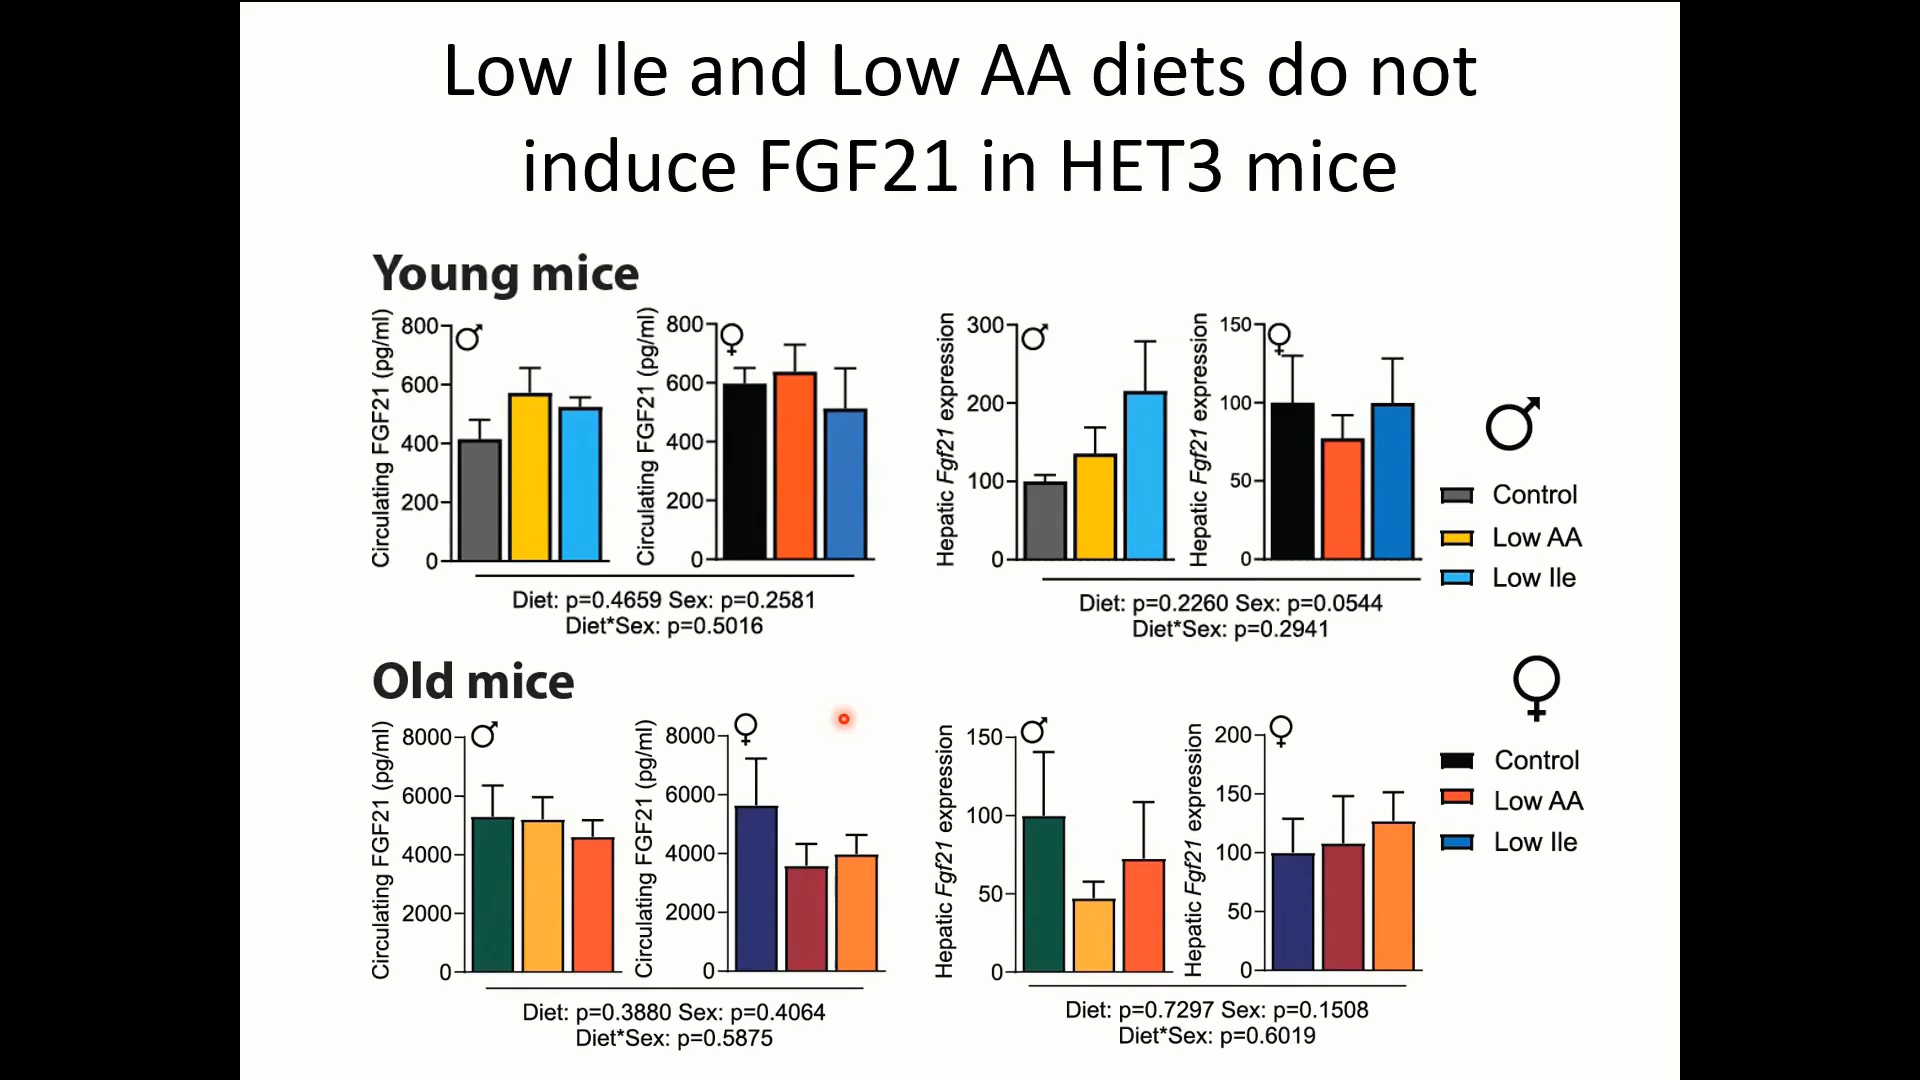 Low Ile and Low AA diets do not
induce FGF21 in HET3 mice
Young mice
Circulating FGF21 (pg/ml)
800
600
400
200
0
♂
Circulating FGF21 (pg/ml)
800
600
400
200
0
♀
Diet: p=0.4659 Sex: p=0.2581
Diet*Sex: p=0.5016
Hepatic Fgf21 expression
300
200
100
0
♂
Hepatic Fgf21 expression
150
100
50
0
♀
Diet: p=0.2260 Sex: p=0.0544
Diet*Sex: p=0.2941
♂
Control
Low AA
Low Ile
Old mice
Circulating FGF21 (pg/ml)
8000
6000
4000
2000
0
♂
Circulating FGF21 (pg/ml)
8000
6000
4000
2000
0
♀
Diet: p=0.3880 Sex: p=0.4064
Diet*Sex: p=0.5875
Hepatic Fgf21 expression
150
100
50
0
♂
Hepatic Fgf21 expression
200
150
100
50
0
♀
Diet: p=0.7297 Sex: p=0.1508
Diet*Sex: p=0.6019
♀
Control
Low AA
Low Ile